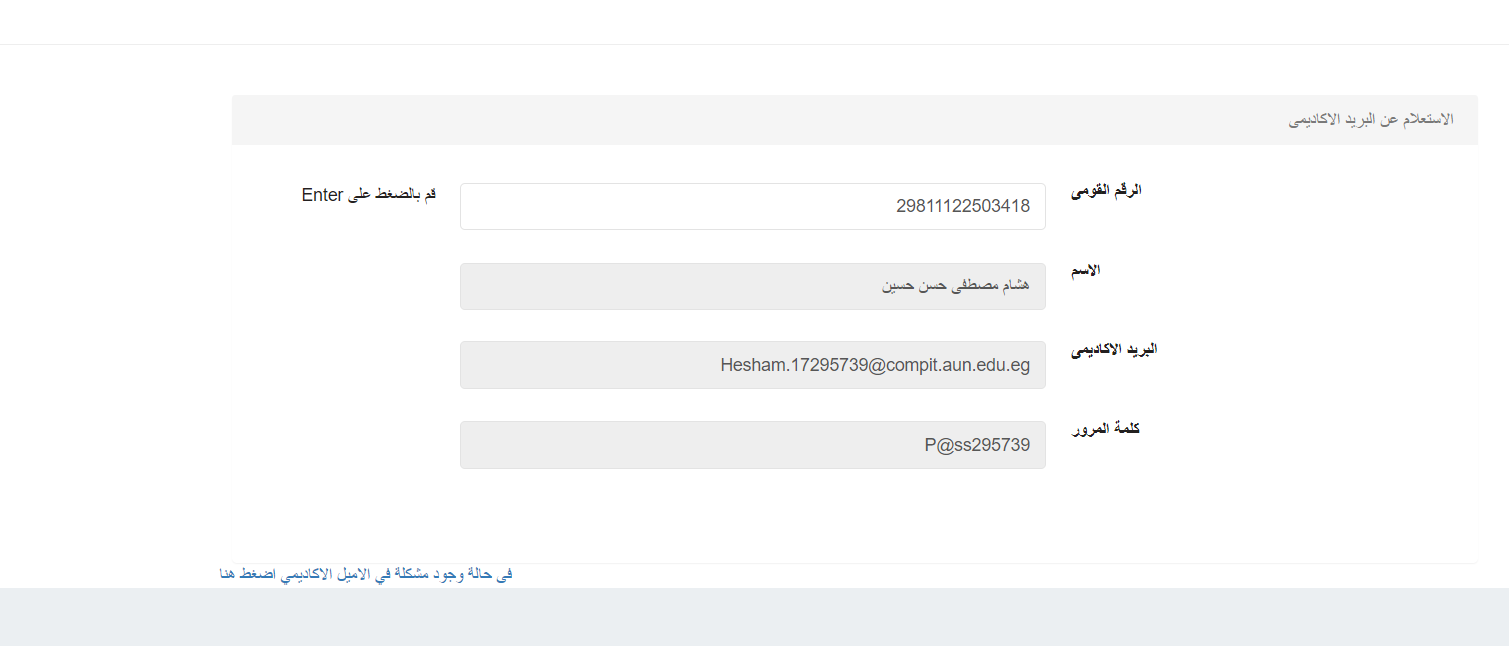 الاستعلام عن البريد الاكاديمى
الرقم القومى
29811122503418
قم بالضغط على Enter
الاسم
هشام مصطفى حسن حسين
البريد الاكاديمى
Hesham.17295739@compit.aun.edu.eg
كلمة المرور
P@ss295739
فى حالة وجود مشكلة في الاميل الاكاديمي اضغط هنا